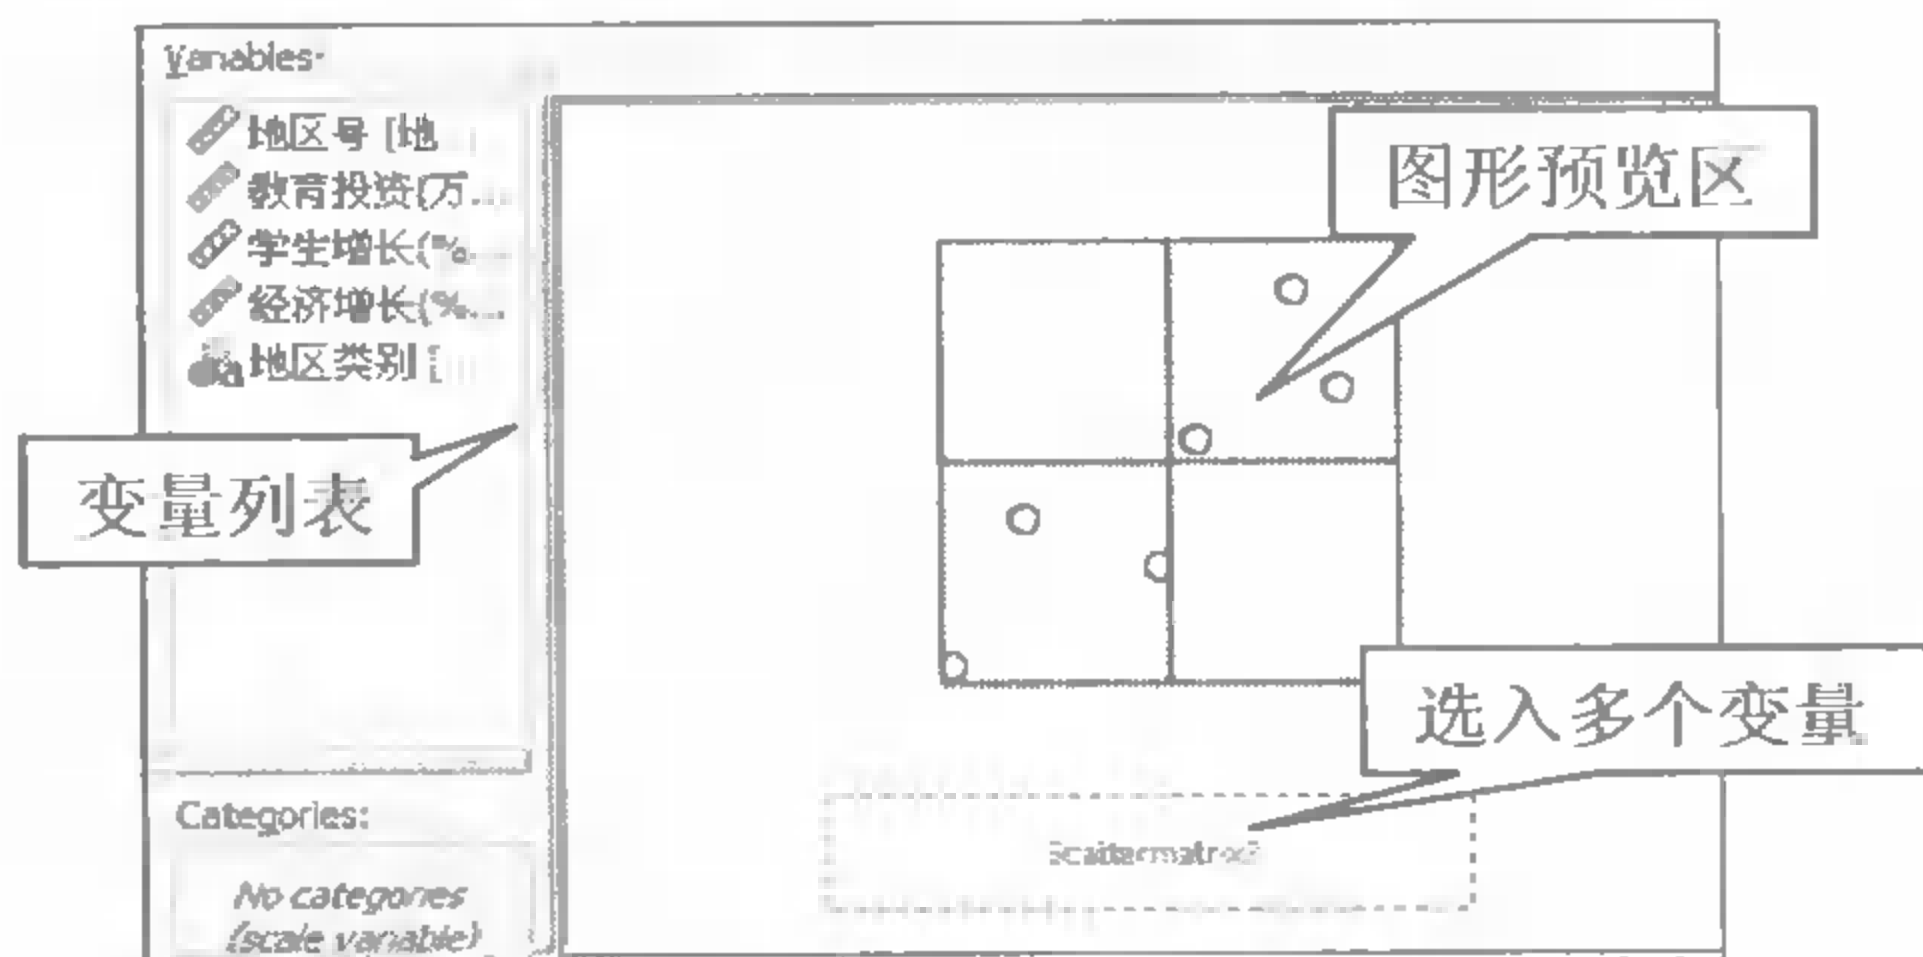 Variables:
地区号 [地
教育投资(万...
学生增长(%...
经济增长(%...
地区类别 [
图形预览区
变量列表
选入多个变量
Categories:
Scattermatrix?
No categories
(scale variable)